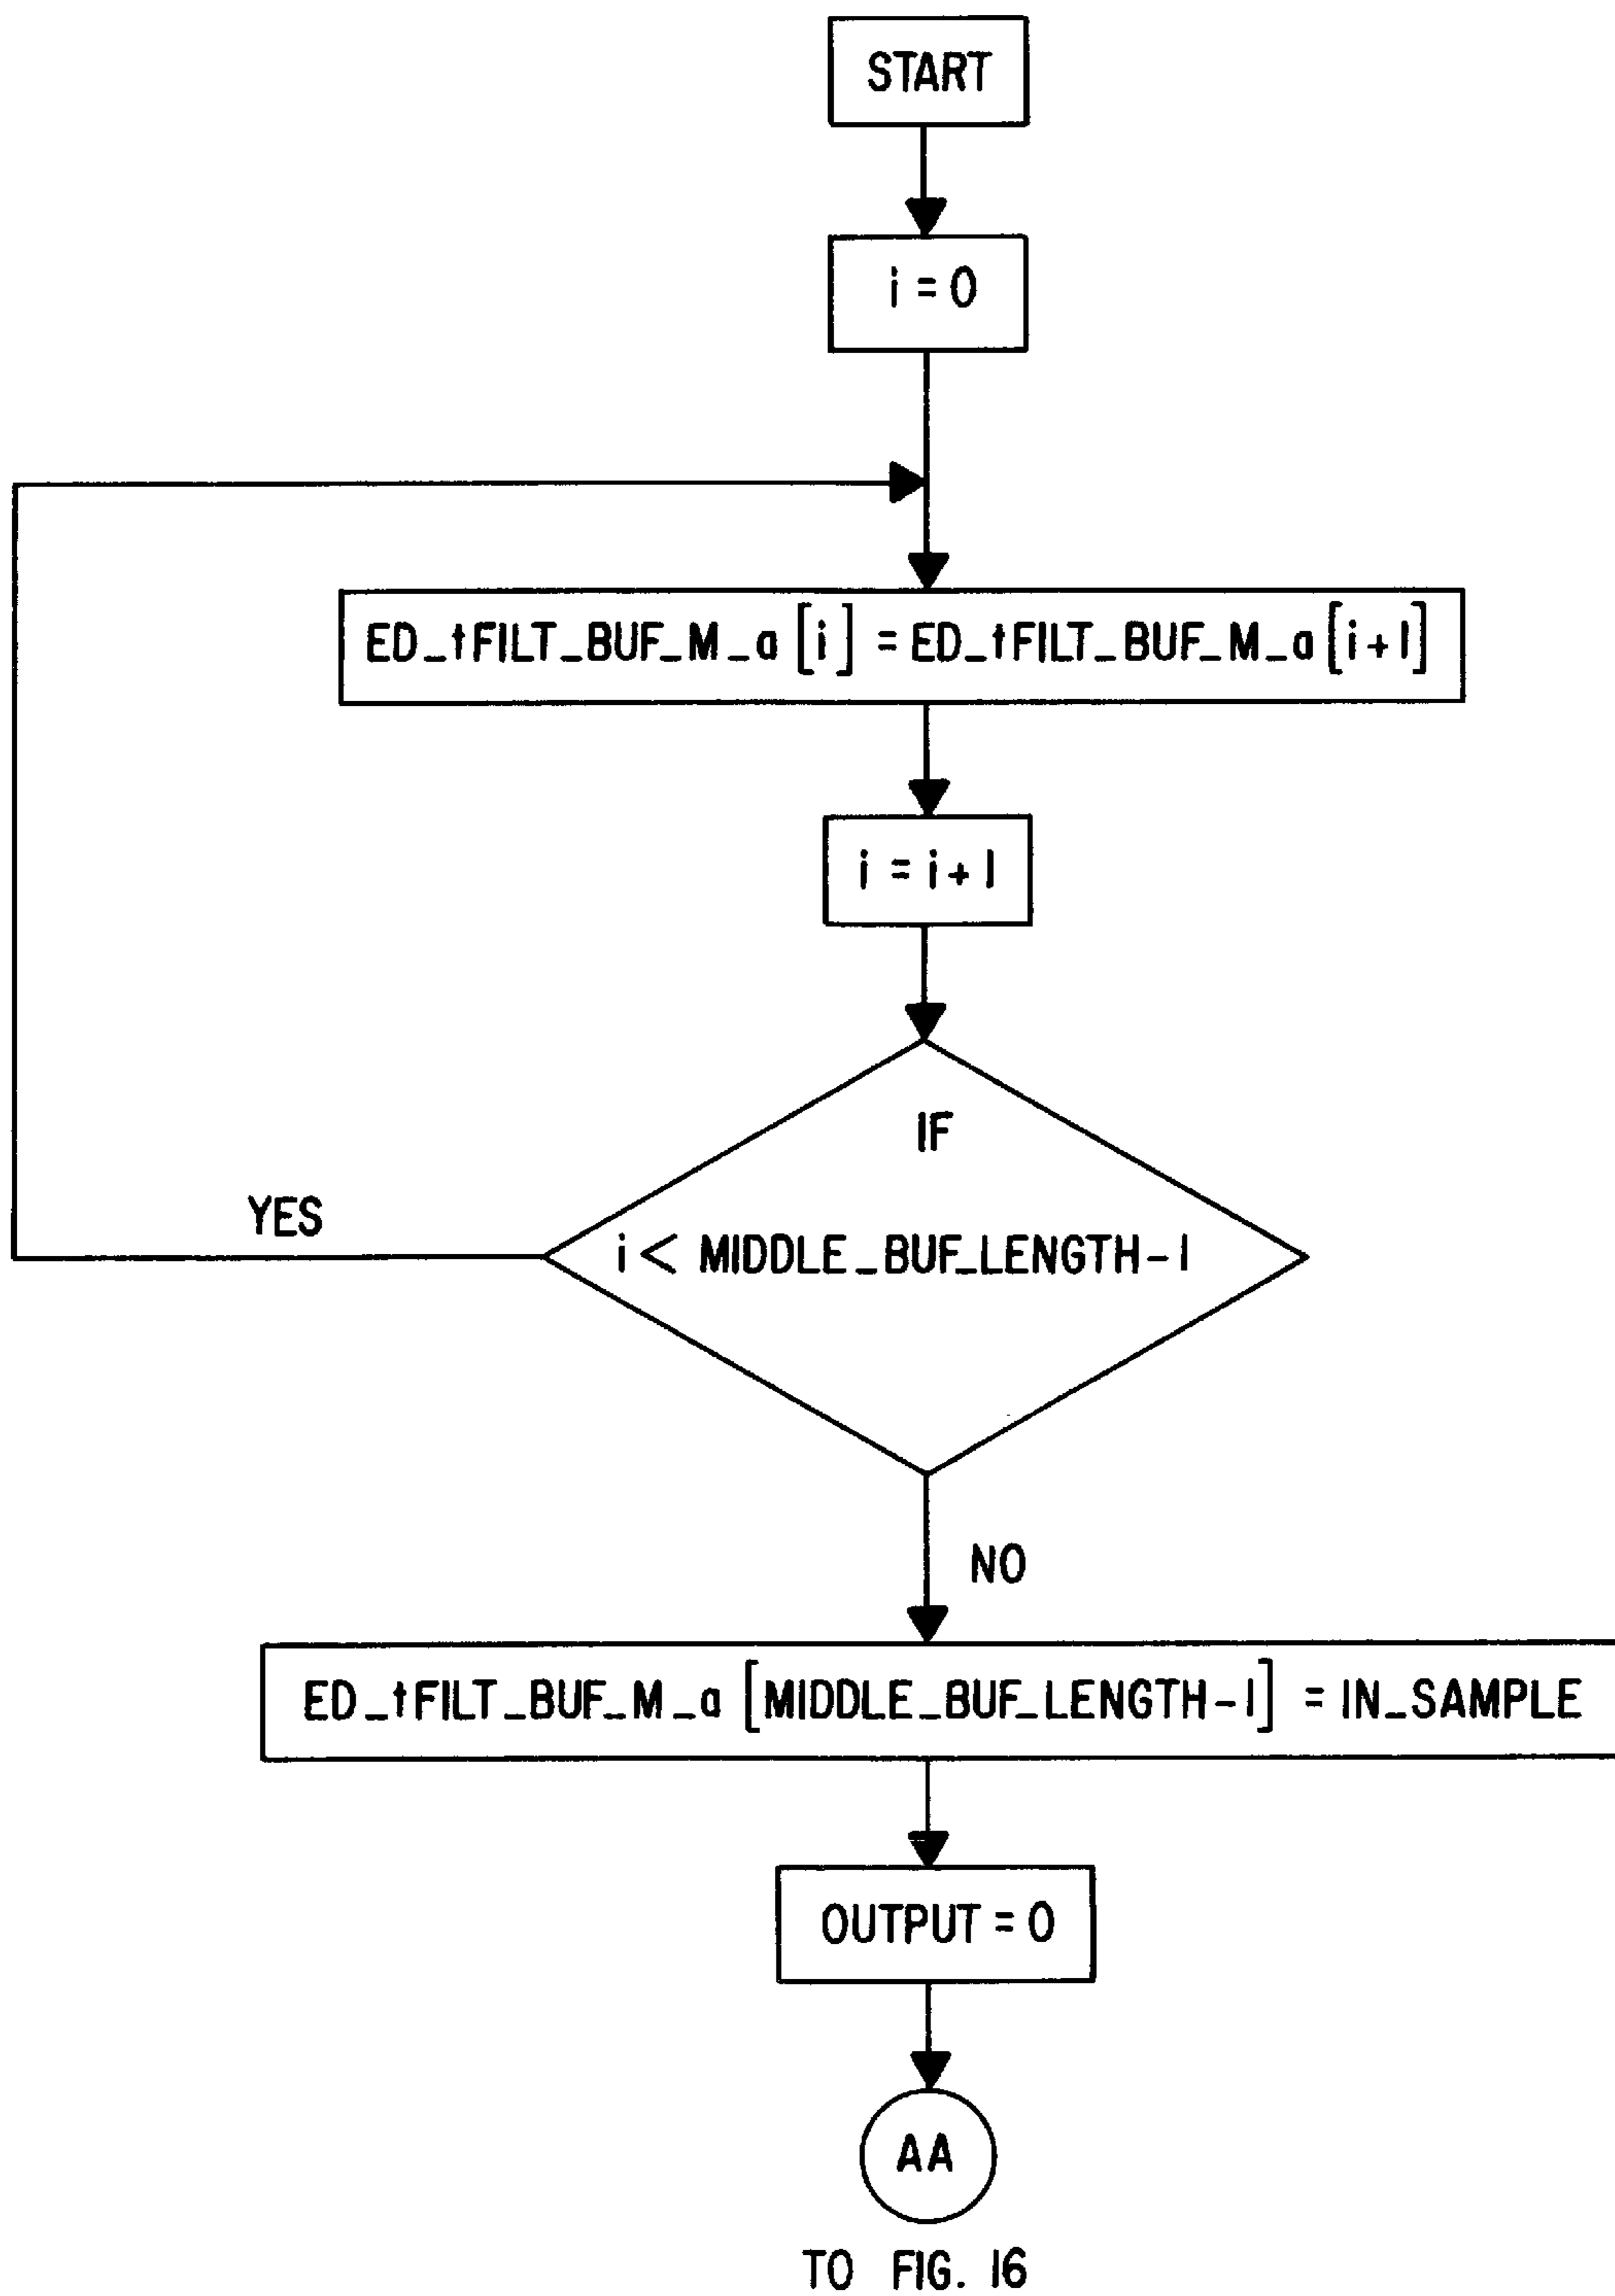 START
i = 0
ED_tFILT_BUF_M_a [i] = ED_tFILT_BUF_M_a [i+1]
i = i+1
IF
YES
i < MIDDLE_BUF_LENGTH-1
NO
ED_tFILT_BUF_M_a [MIDDLE_BUF_LENGTH-1] = IN_SAMPLE
OUTPUT = 0
AA
TO FIG. 16